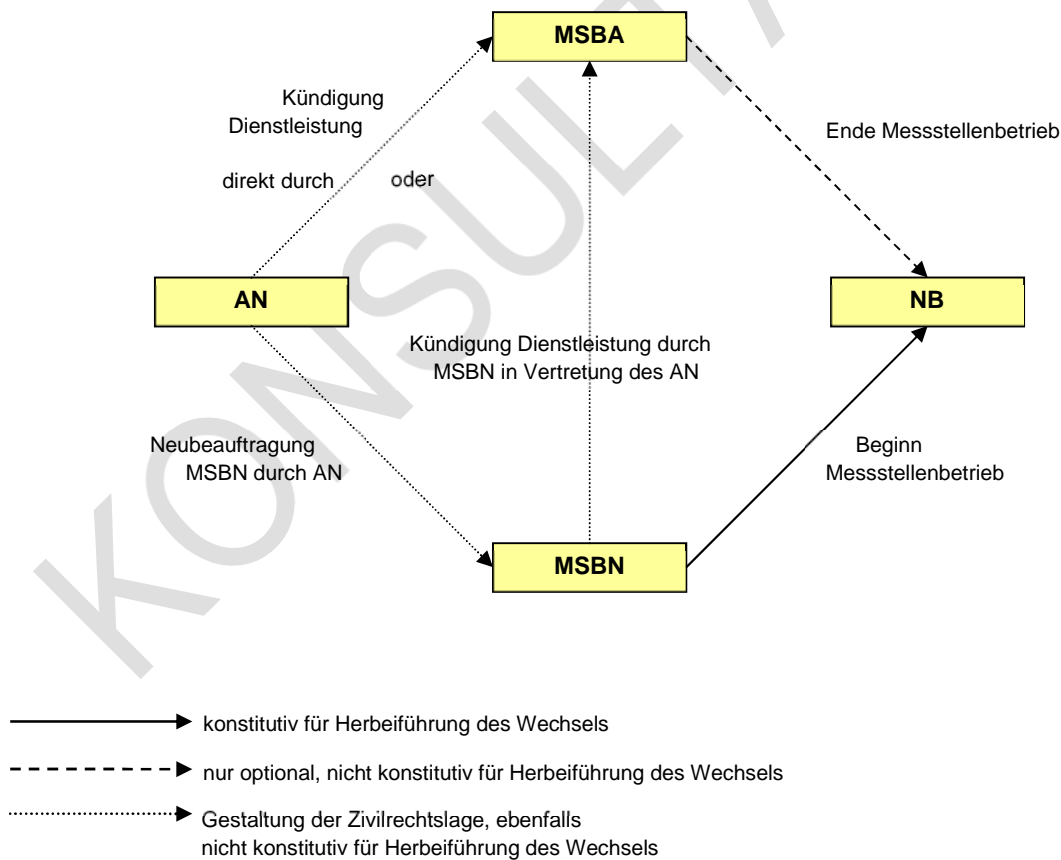 MSBA
Kündigung
Dienstleistung
Ende Messstellenbetrieb
direkt durch oder
AN
NB
Kündigung Dienstleistung durch
MSBN in Vertretung des AN
Neubeauftragung
MSBN durch AN
Beginn
Messstellenbetrieb
MSBN
konstitutiv für Herbeiführung des Wechsels
nur optional, nicht konstitutiv für Herbeiführung des Wechsels
Gestaltung der Zivilrechtslage, ebenfalls
nicht konstitutiv für Herbeiführung des Wechsels
KONSULTA